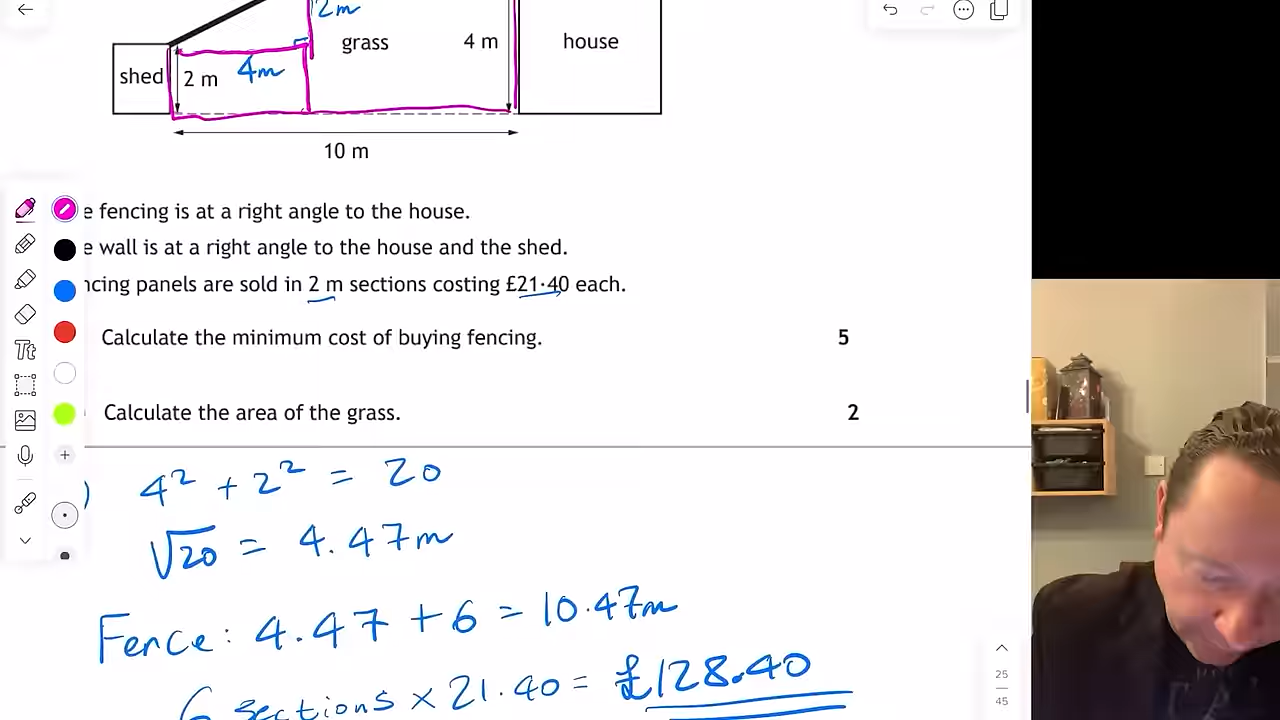 2m
grass
4 m
house
shed
2 m
4m
10 m
e fencing is at a right angle to the house.
e wall is at a right angle to the house and the shed.
ncing panels are sold in 2 m sections costing £21·40 each.
Calculate the minimum cost of buying fencing.
5
) Calculate the area of the grass.
2
Tt
) 4² + 2² = 20
√20 = 4.47m
Fence: 4.47 + 6 = 10.47m
6 sections × 21.40 = £128.40
25
45